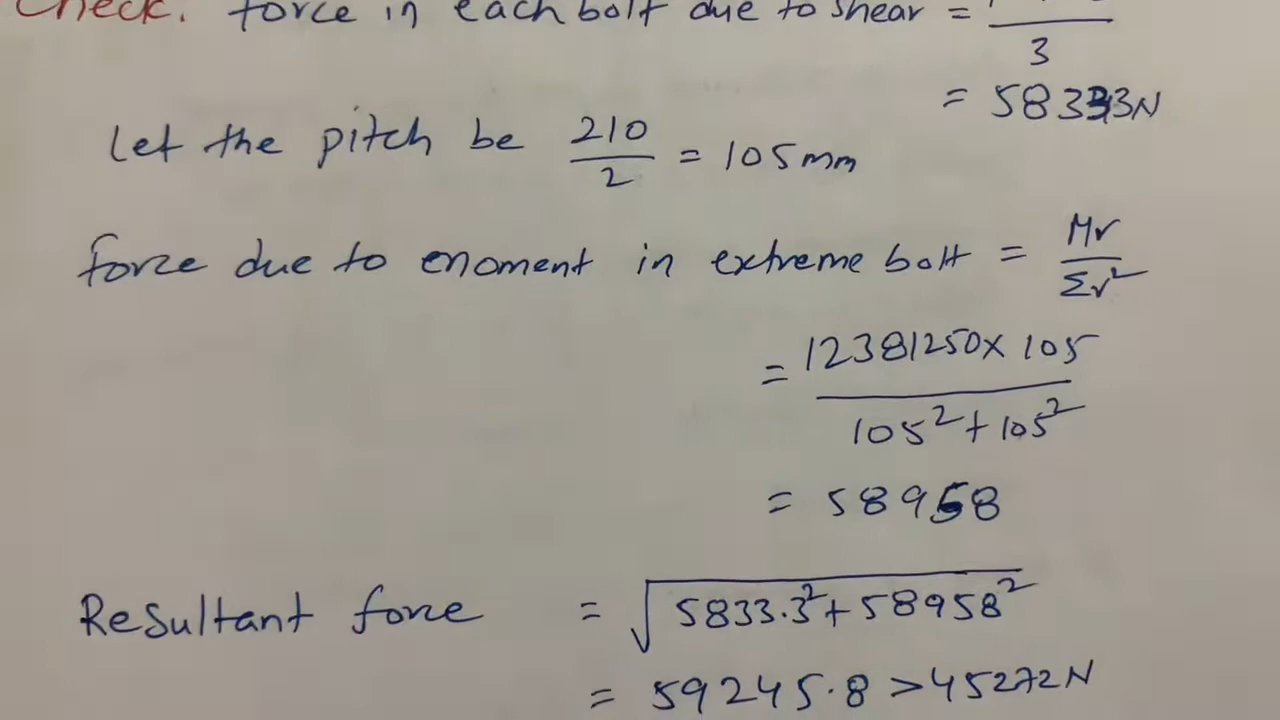 Check. force in each bolt due to shear =
3
= 58333N
Let the pitch be 210/2 = 105mm
force due to moment in extreme bolt = Mr/Σr²
= 12381250 x 105 / 105² + 105²
= 58958
Resultant force = √5833.3² + 58958²
= 59245.8 > 45272N